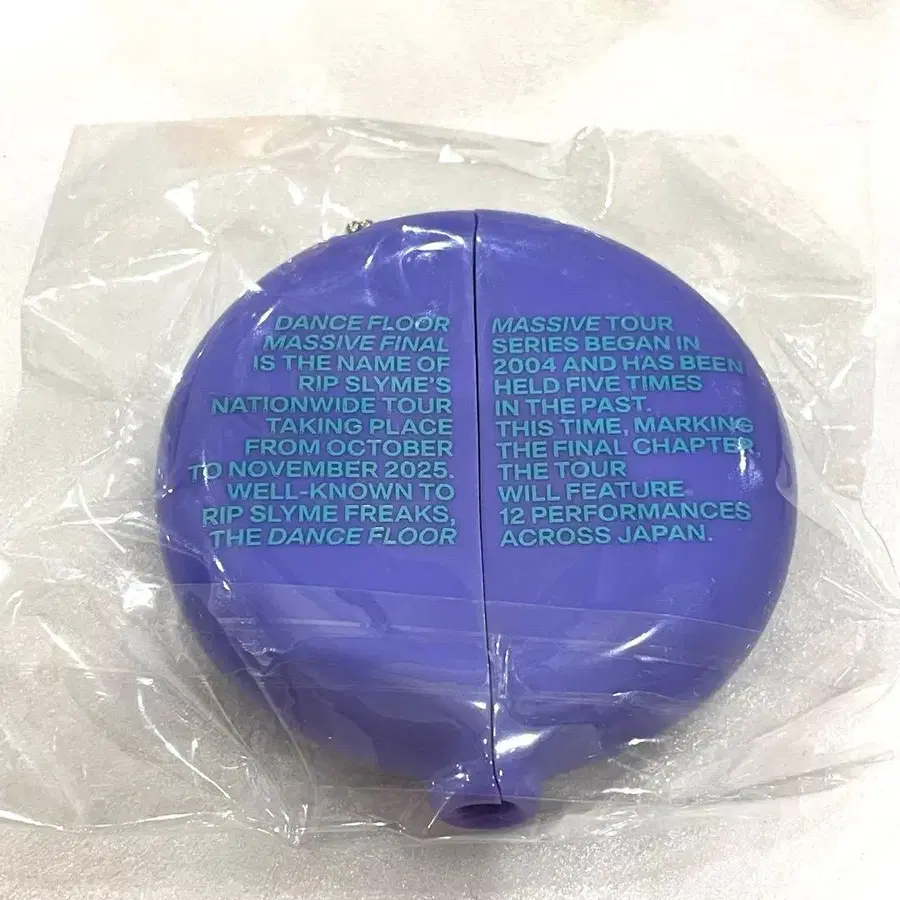 DANCE FLOOR
MASSIVE FINAL
IS THE NAME OF
RIP SLYME'S
NATIONWIDE TOUR
TAKING PLACE
FROM OCTOBER
TO NOVEMBER 2025.
WELL-KNOWN TO
RIP SLYME FREAKS,
THE DANCE FLOOR
MASSIVE TOUR
SERIES BEGAN IN
2004 AND HAS BEEN
HELD FIVE TIMES
IN THE PAST.
THIS TIME, MARKING
THE FINAL CHAPTER.
THE TOUR
WILL FEATURE
12 PERFORMANCES
ACROSS JAPAN.